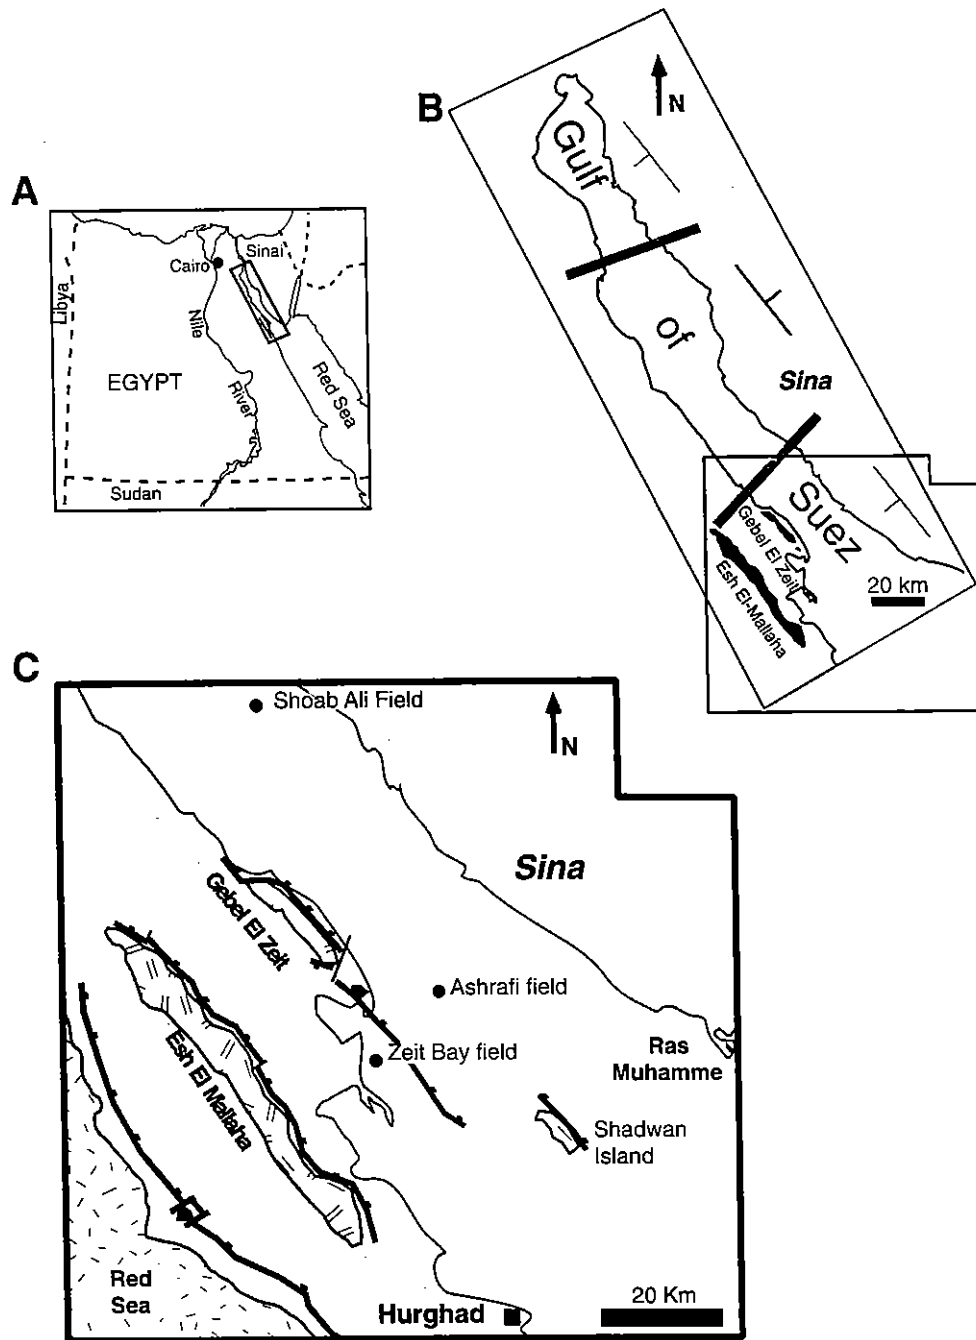 A
Sinai
Cairo
Libya
Nile
River
EGYPT
Red Sea
Sudan
B
N
Gulf
of
Suez
Sina
Gebel El Zeit
Esh El-Mallaha
20 km
C
Shoab Ali Field
N
Sina
Gebel El Zeit
Ashrafi field
Zeit Bay field
Esh El Mallaha
Ras
Muhamme
Shadwan
Island
Red
Sea
Hurghad
20 Km